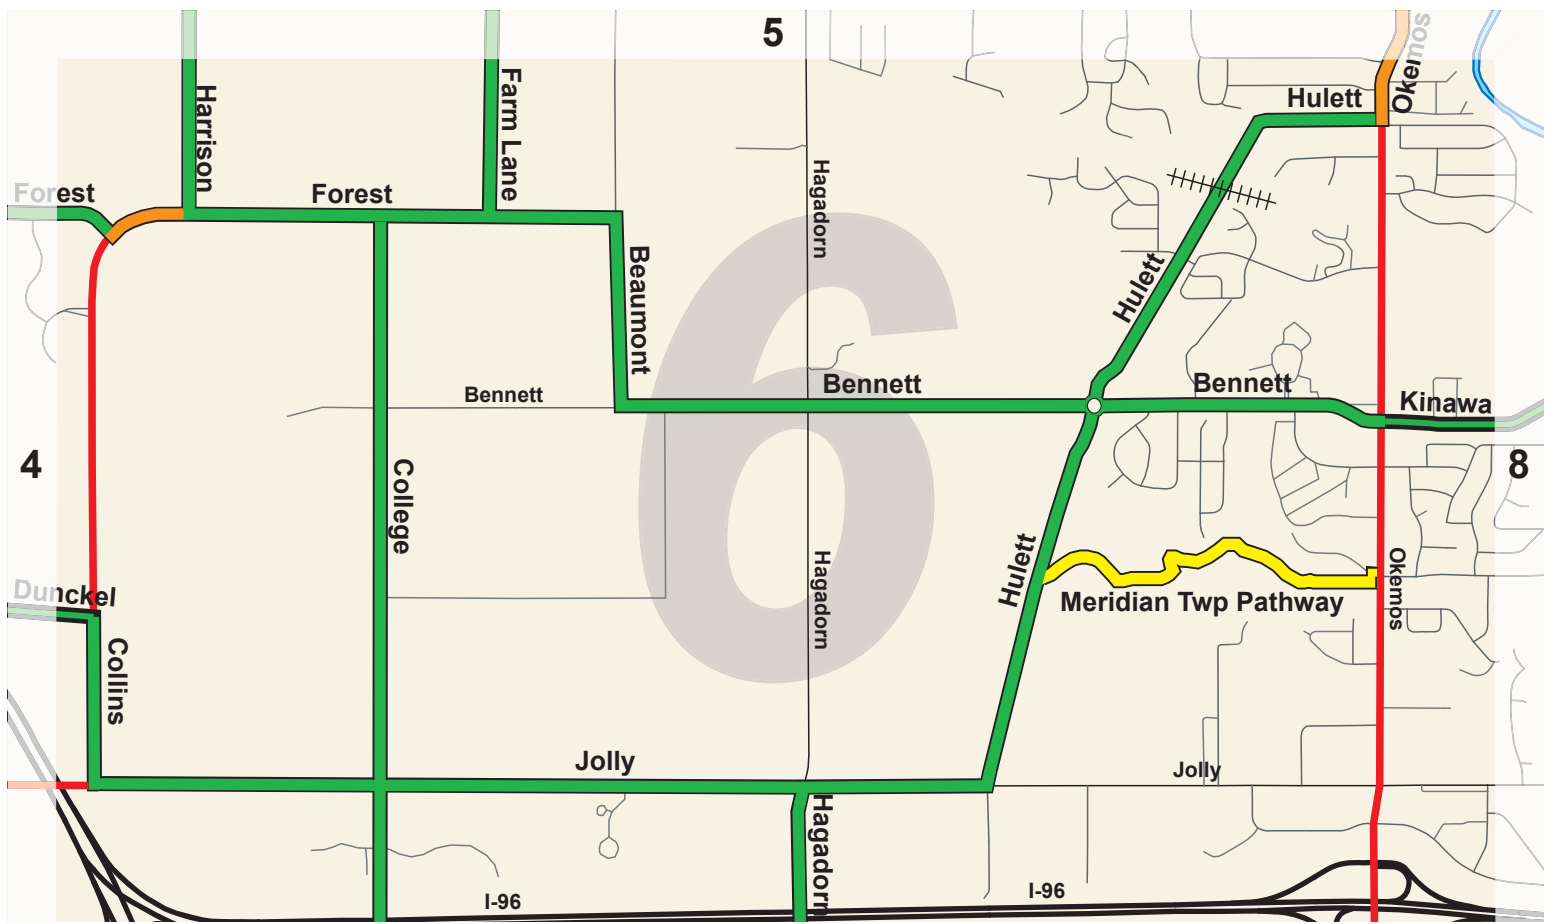 5
Okemos
Hulett
Harrison
Farm Lane
Forest
Forest
Hagadorn
Beaumont
Hulett
Bennett
Bennett
Bennett
Kinawa
4
6
8
College
Hulett
Hagadorn
Okemos
Dunckel
Meridian Twp Pathway
Collins
Jolly
Jolly
Hagadorn
I-96
I-96